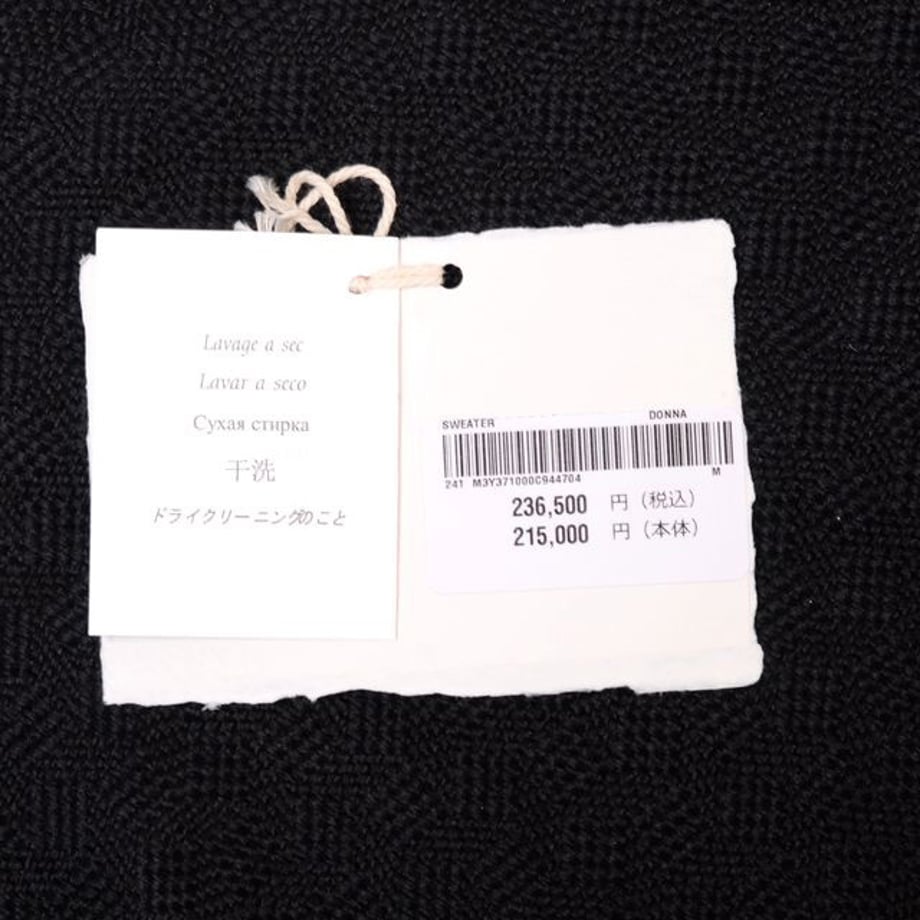 Lavage a sec
Lavar a seco
Сухая стирка
干洗
ドライクリーニングのこと
SWEATER DONNA
241 M3Y371000C944704 M
236,500 円（税込）
215,000 円（本体）